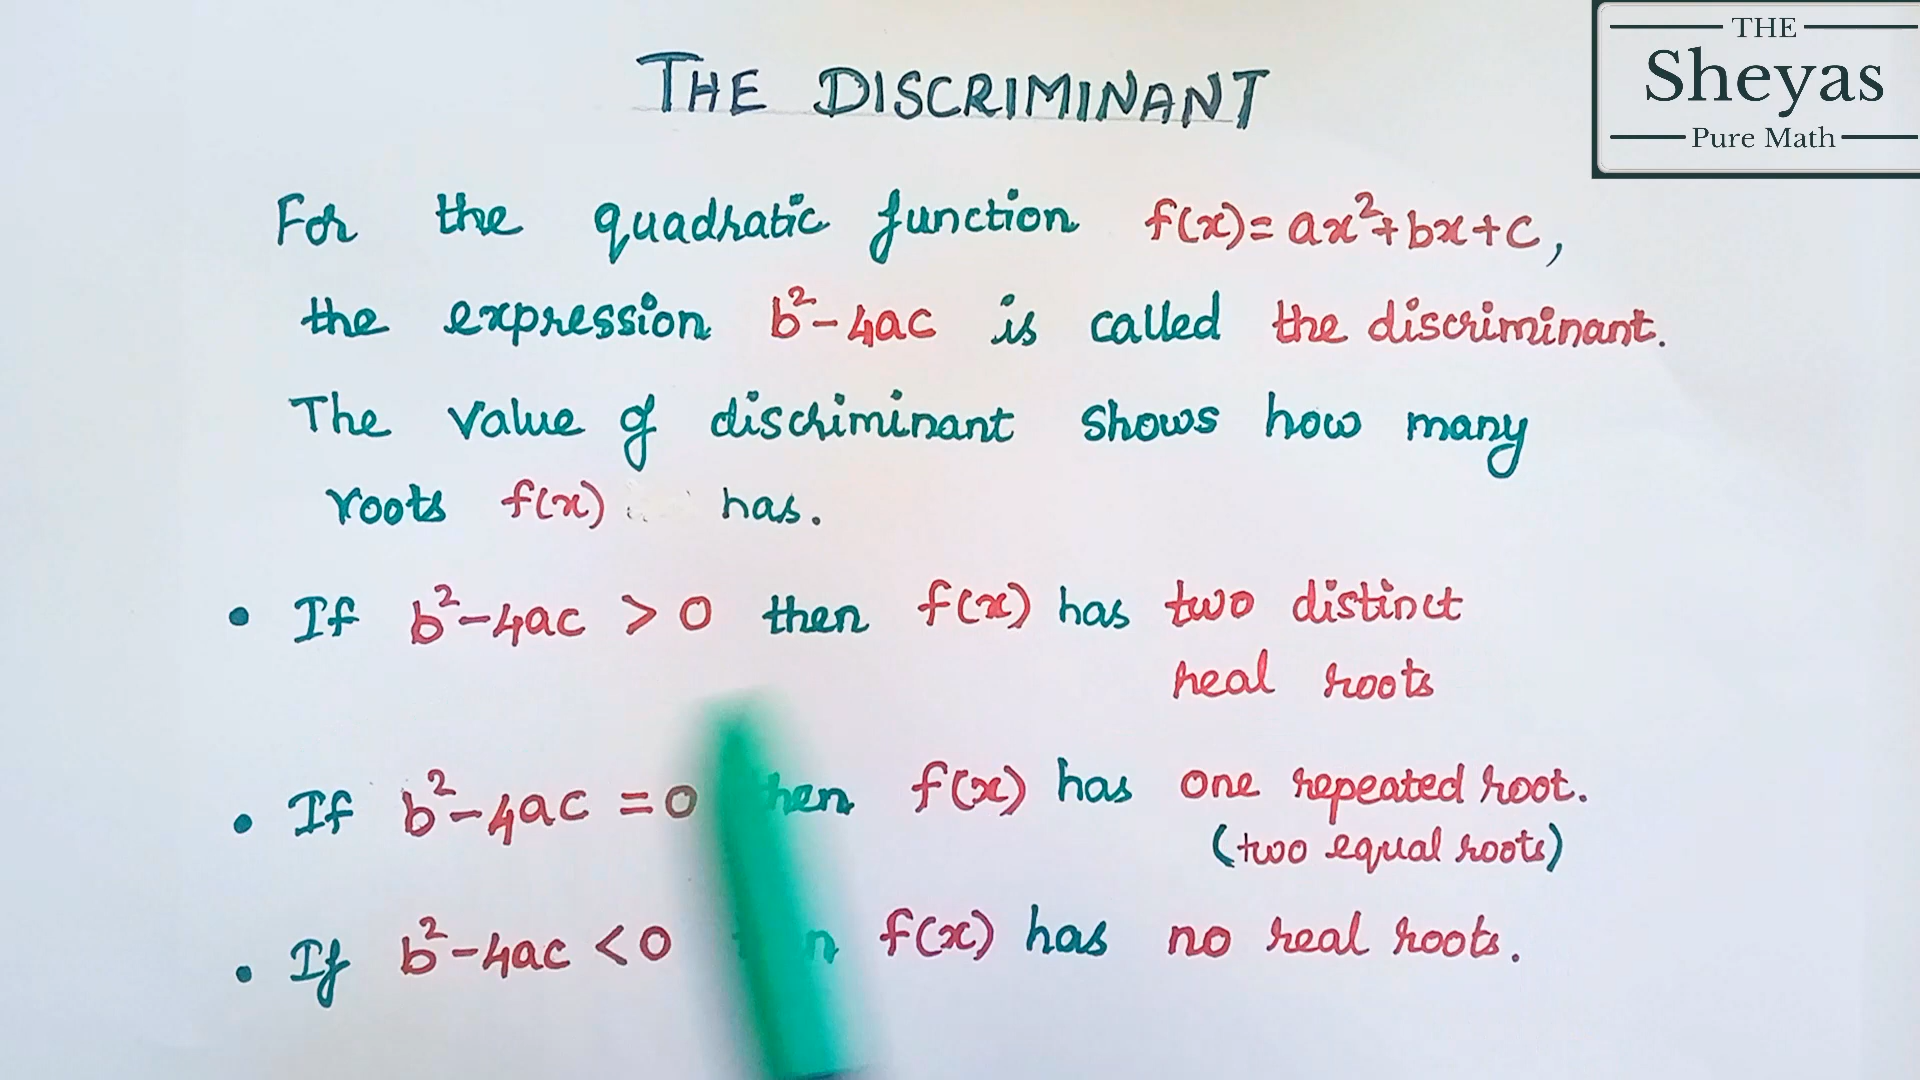 THE
Sheyas
Pure Math
THE DISCRIMINANT
For the quadratic function f(x)= ax²+bx+c,
the expression b²-4ac is called the discriminant.
The value of discriminant shows how many
roots f(x) has.
• If b²-4ac > 0 then f(x) has two distinct
real roots
• If b²-4ac = 0 then f(x) has one repeated root.
(two equal roots)
• If b²-4ac < 0 f(x) has no real roots.